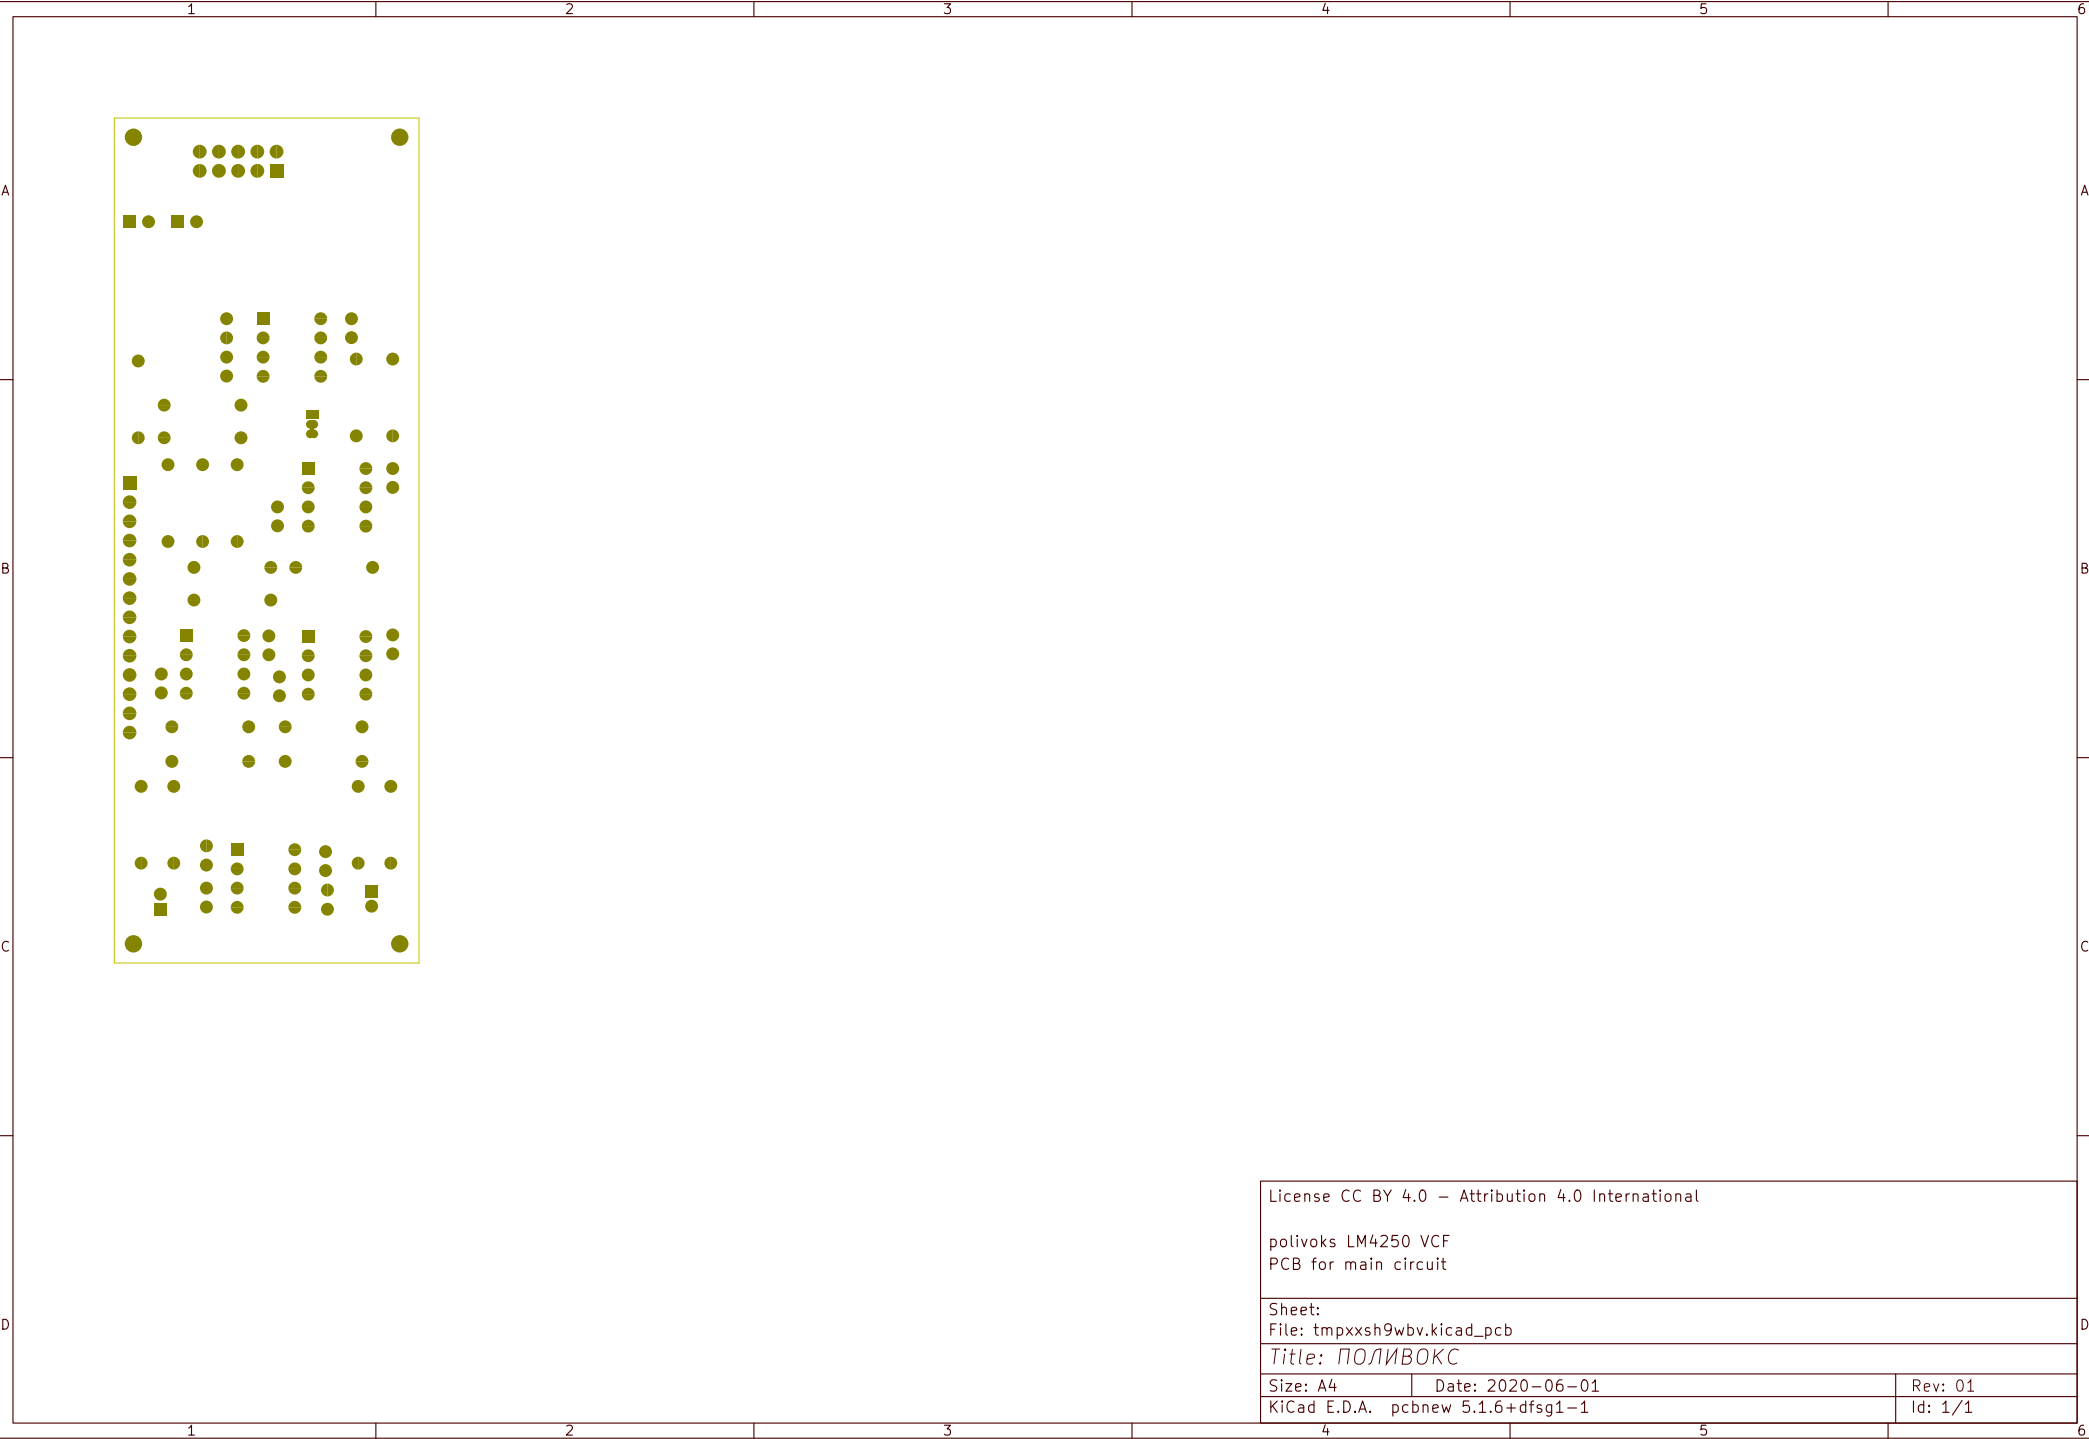 1 2 3 4 5 6
A A
B B
C C
License CC BY 4.0 – Attribution 4.0 International
polivoks LM4250 VCF
PCB for main circuit
Sheet:
D D
File: tmpxxsh9wbv.kicad_pcb
Title: ПОЛИВОКС
Size: A4 Date: 2020-06-01 Rev: 01
KiCad E.D.A. pcbnew 5.1.6+dfsg1-1 Id: 1/1
1 2 3 4 5 6